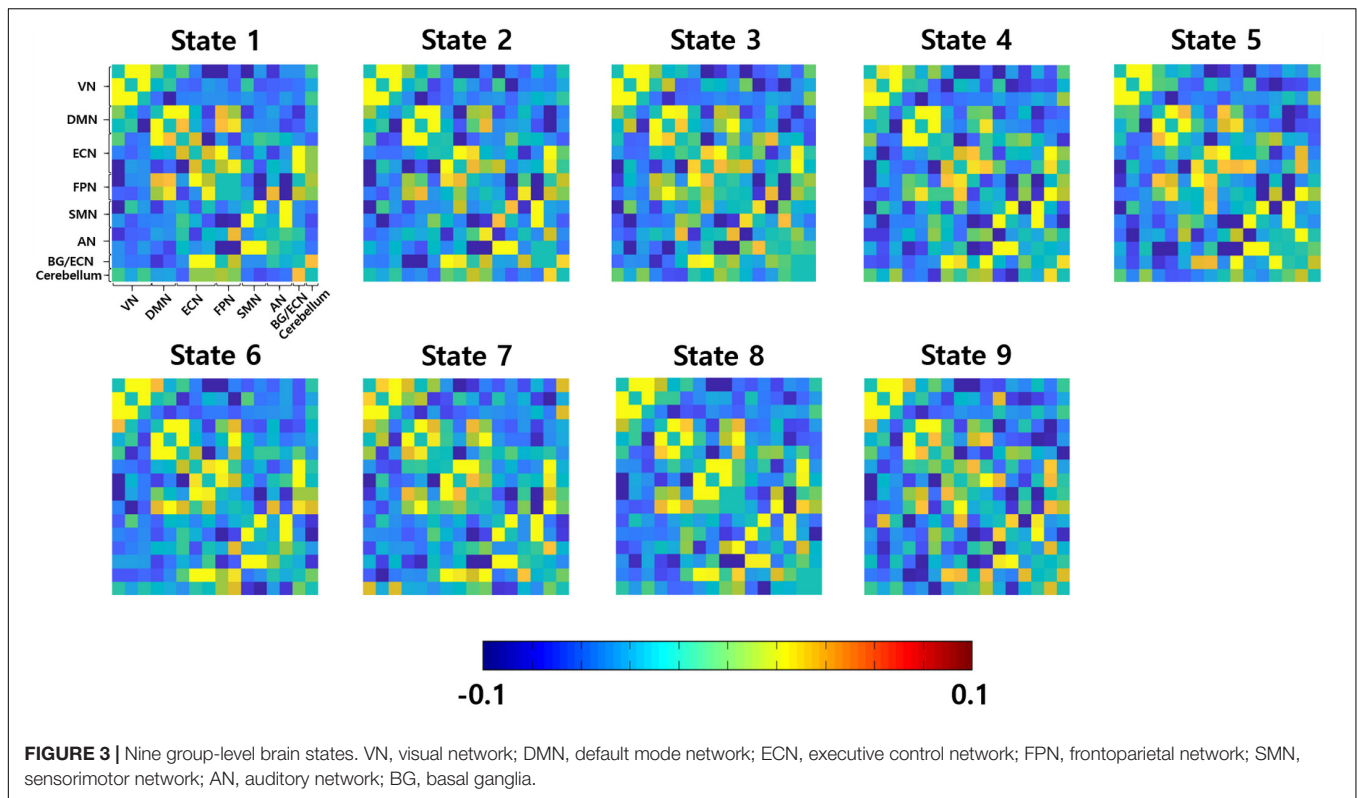 State 1 State 2 State 3 State 4 State 5
VN
DMN
ECN
FPN
SMN
AN
BG/ECN
Cerebellum
VN DMN ECN FPN SMN AN BG/ECN Cerebellum
State 6 State 7 State 8 State 9
-0.1 0.1
FIGURE 3 | Nine group-level brain states. VN, visual network; DMN, default mode network; ECN, executive control network; FPN, frontoparietal network; SMN,
sensorimotor network; AN, auditory network; BG, basal ganglia.